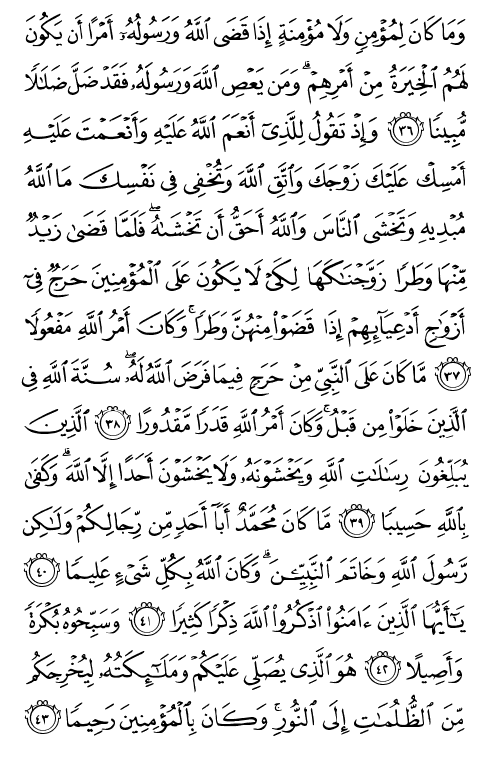 وَمَا كَانَ لِمُؤْمِنٍ وَلَا مُؤْمِنَةٍ إِذَا قَضَى ٱللَّهُ وَرَسُولُهُۥٓ أَمْرًا أَن يَكُونَ
لَهُمُ ٱلْخِيَرَةُ مِنْ أَمْرِهِمْ ۗ وَمَن يَعْصِ ٱللَّهَ وَرَسُولَهُۥ فَقَدْ ضَلَّ ضَلَٰلًا
مُّبِينًا ٣٦ وَإِذْ تَقُولُ لِلَّذِىٓ أَنْعَمَ ٱللَّهُ عَلَيْهِ وَأَنْعَمْتَ عَلَيْهِ
أَمْسِكْ عَلَيْكَ زَوْجَكَ وَٱتَّقِ ٱللَّهَ وَتُخْفِى فِى نَفْسِكَ مَا ٱللَّهُ
مُبْدِيهِ وَتَخْشَى ٱلنَّاسَ وَٱللَّهُ أَحَقُّ أَن تَخْشَىٰهُ ۖ فَلَمَّا قَضَىٰ زَيْدٌ
مِّنْهَا وَطَرًا زَوَّجْنَٰكَهَا لِكَىْ لَا يَكُونَ عَلَى ٱلْمُؤْمِنِينَ حَرَجٌ فِىٓ
أَزْوَٰجِ أَدْعِيَآئِهِمْ إِذَا قَضَوْا۟ مِنْهُنَّ وَطَرًا ۚ وَكَانَ أَمْرُ ٱللَّهِ مَفْعُولًا
٣٧ مَّا كَانَ عَلَى ٱلنَّبِىِّ مِنْ حَرَجٍ فِيمَا فَرَضَ ٱللَّهُ لَهُۥ ۖ سُنَّةَ ٱللَّهِ فِى
ٱلَّذِينَ خَلَوْا۟ مِن قَبْلُ ۚ وَكَانَ أَمْرُ ٱللَّهِ قَدَرًا مَّقْدُورًا ٣٨ ٱلَّذِينَ
يُبَلِّغُونَ رِسَٰلَٰتِ ٱللَّهِ وَيَخْشَوْنَهُۥ وَلَا يَخْشَوْنَ أَحَدًا إِلَّا ٱللَّهَ ۗ وَكَفَىٰ
بِٱللَّهِ حَسِيبًا ٣٩ مَّا كَانَ مُحَمَّدٌ أَبَآ أَحَدٍ مِّن رِّجَالِكُمْ وَلَٰكِن
رَّسُولَ ٱللَّهِ وَخَاتَمَ ٱلنَّبِيِّۦنَ ۗ وَكَانَ ٱللَّهُ بِكُلِّ شَىْءٍ عَلِيمًا ٤٠
يَٰٓأَيُّهَا ٱلَّذِينَ ءَامَنُوا۟ ٱذْكُرُوا۟ ٱللَّهَ ذِكْرًا كَثِيرًا ٤١ وَسَبِّحُوهُ بُكْرَةً
وَأَصِيلًا ٤٢ هُوَ ٱلَّذِى يُصَلِّى عَلَيْكُمْ وَمَلَٰٓئِكَتُهُۥ لِيُخْرِجَكُم
مِّنَ ٱلظُّلُمَٰتِ إِلَى ٱلنُّورِ ۚ وَكَانَ بِٱلْمُؤْمِنِينَ رَحِيمًا ٤٣